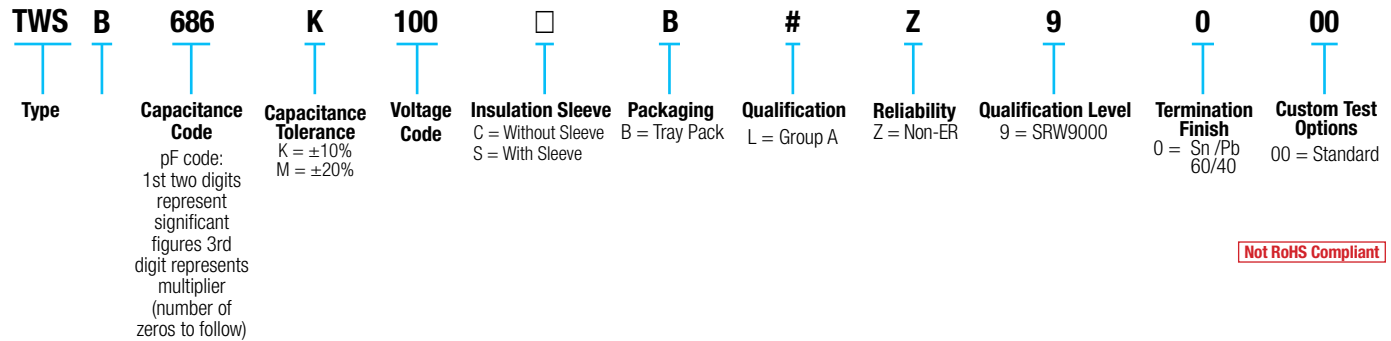 TWS B 686 K 100 □ B # Z 9 0 00
Type
Capacitance
Code
pF code:
1st two digits
represent
significant
figures 3rd
digit represents
multiplier
(number of
zeros to follow)
Capacitance
Tolerance
K = ±10%
M = ±20%
Voltage
Code
Insulation Sleeve
C = Without Sleeve
S = With Sleeve
Packaging
B = Tray Pack
Qualification
L = Group A
Reliability
Z = Non-ER
Qualification Level
9 = SRW9000
Termination
Finish
0 = Sn /Pb
60/40
Custom Test
Options
00 = Standard
Not RoHS Compliant